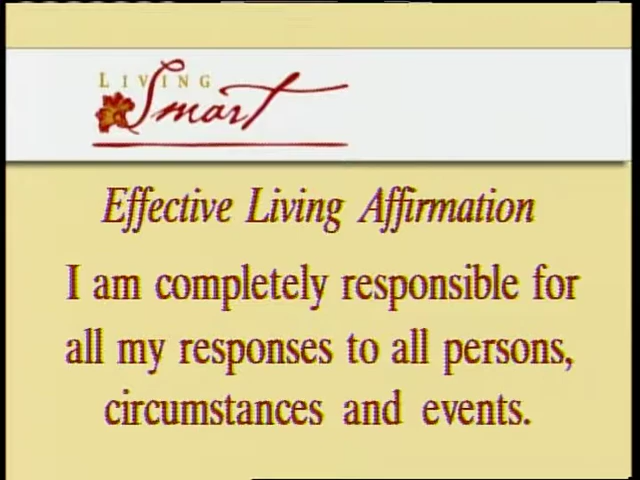 LIVING
Smart
Effective Living Affirmation
I am completely responsible for
all my responses to all persons,
circumstances and events.